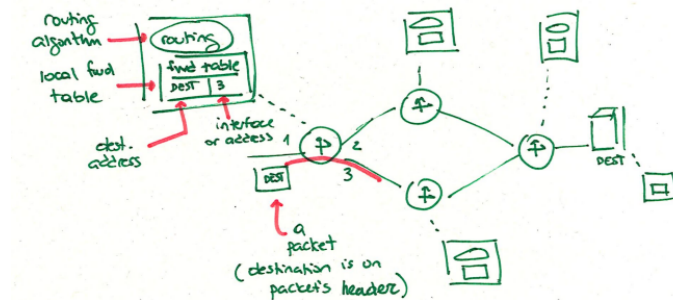 routing
algorithm
local fwd
table
routing
fwd table
DEST 3
dest.
address
interface
or address
1
2
3
DEST
DEST
a
packet
(destination is on
packet's header)